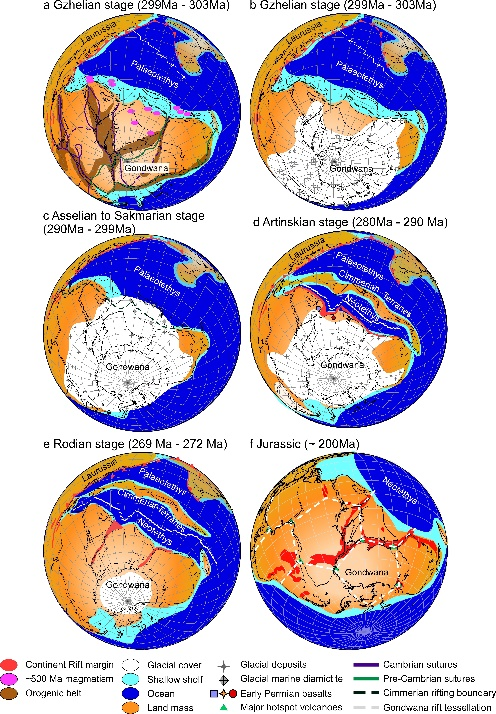 a Gzhelian stage (299Ma - 303Ma)
b Gzhelian stage (299Ma - 303Ma)
Laurussia
Palaeotethys
Gondwana
Laurussia
Palaeotethys
Gondwana
c Asselian to Sakmarian stage
(290Ma - 299Ma)
d Artinskian stage (280Ma - 290 Ma)
Palaeotethys
Gondwana
Laurussia
Palaeotethys
Cimmerian Terranes
Neotethys
Gondwana
e Rodian stage (269 Ma - 272 Ma)
f Jurassic (~ 200Ma)
Laurussia
Palaeotethys
Cimmerian Terranes
Neotethys
Gondwana
Neotethys
Gondwana
Continent Rift margin
~500 Ma magmatiem
Orogenic belt
Glacial cover
Shallow shelf
Ocean
Land mass
Glacial deposits
Glacial marine diamictite
Early Permian basalts
Major hotspot volcanoes
Cambrian sutures
Pre-Cambrian sutures
Cimmerian rifting boundary
Gondwana rift tessellation